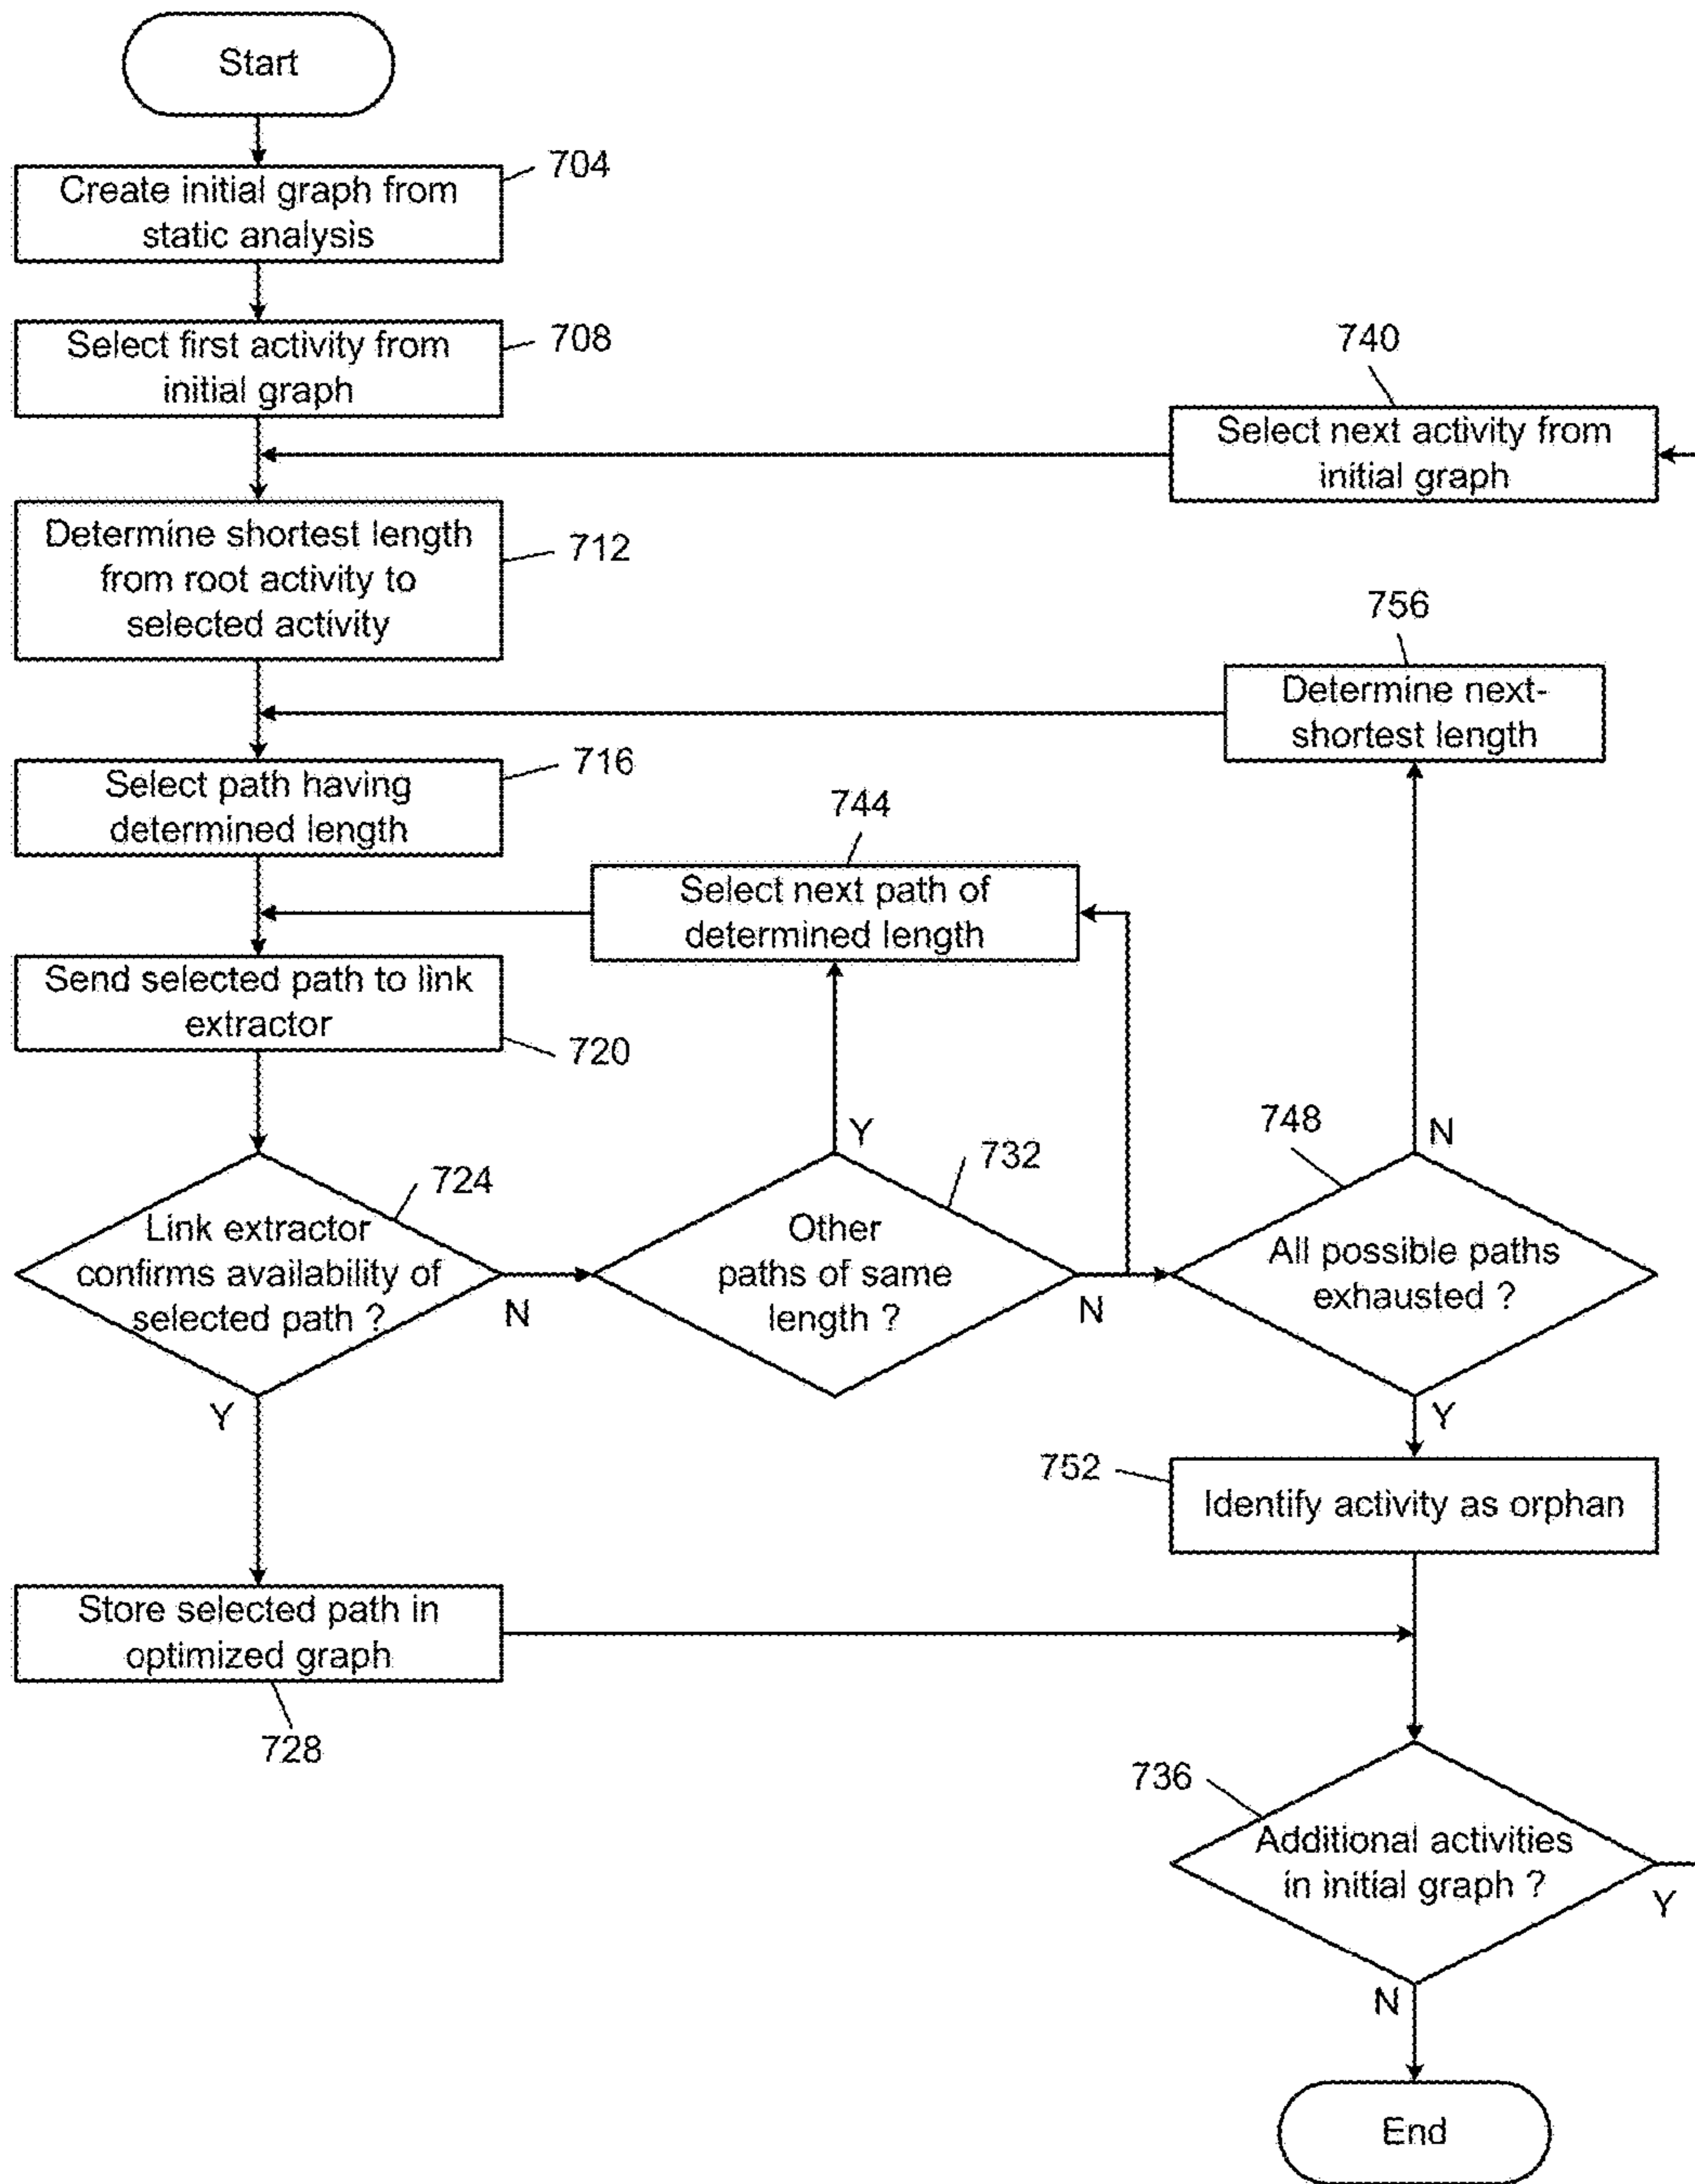 Start
704
Create initial graph from
static analysis
708
Select first activity from
initial graph
740
Select next activity from
initial graph
712
Determine shortest length
from root activity to
selected activity
756
Determine next-
shortest length
716
Select path having
determined length
744
Select next path of
determined length
Send selected path to link
extractor
720
724
Link extractor
confirms availability of
selected path ?
N
Y
732
Other
paths of same
length ?
Y
N
748
All possible paths
exhausted ?
N
Y
752
Identify activity as orphan
Store selected path in
optimized graph
728
736
Additional activities
in initial graph ?
Y
N
End